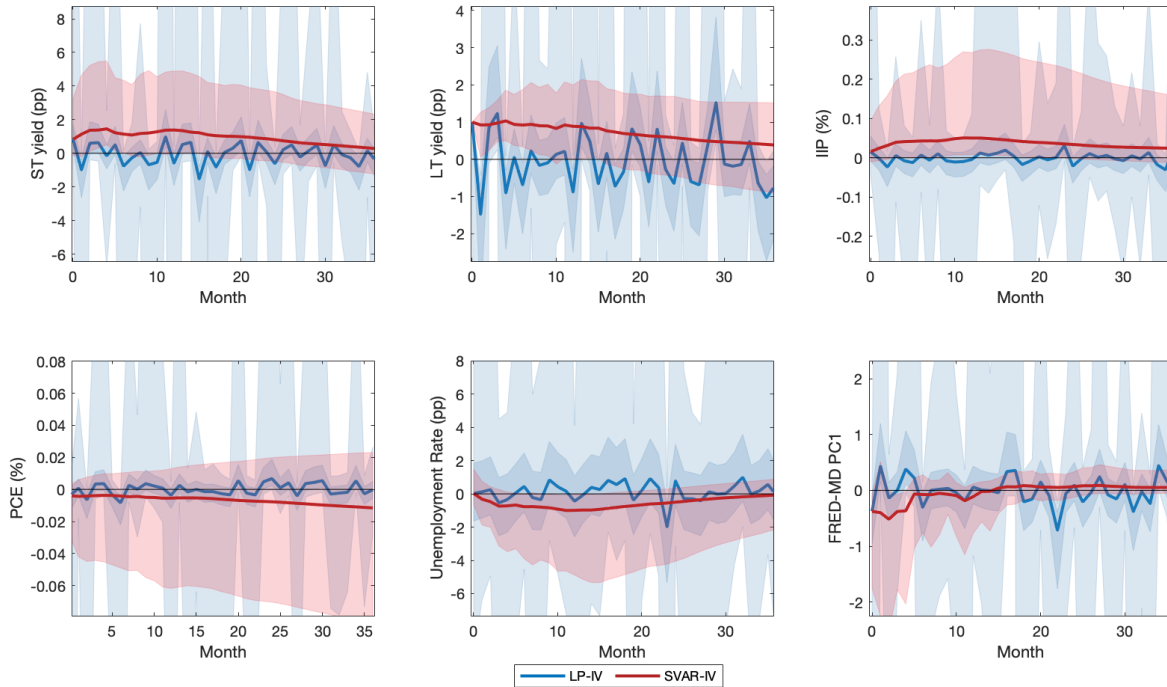 8
6
4
2
0
-2
-4
-6
ST yield (pp)
0 10 20 30
Month
4
3
2
1
0
-1
-2
LT yield (pp)
0 10 20 30
Month
0.3
0.2
0.1
0
-0.1
-0.2
IIP (%)
0 10 20 30
Month
0.08
0.06
0.04
0.02
0
-0.02
-0.04
-0.06
PCE (%)
5 10 15 20 25 30 35
Month
8
6
4
2
0
-2
-4
-6
Unemployment Rate (pp)
0 10 20 30
Month
2
1
0
-1
-2
FRED-MD PC1
0 10 20 30
Month
LP-IV SVAR-IV